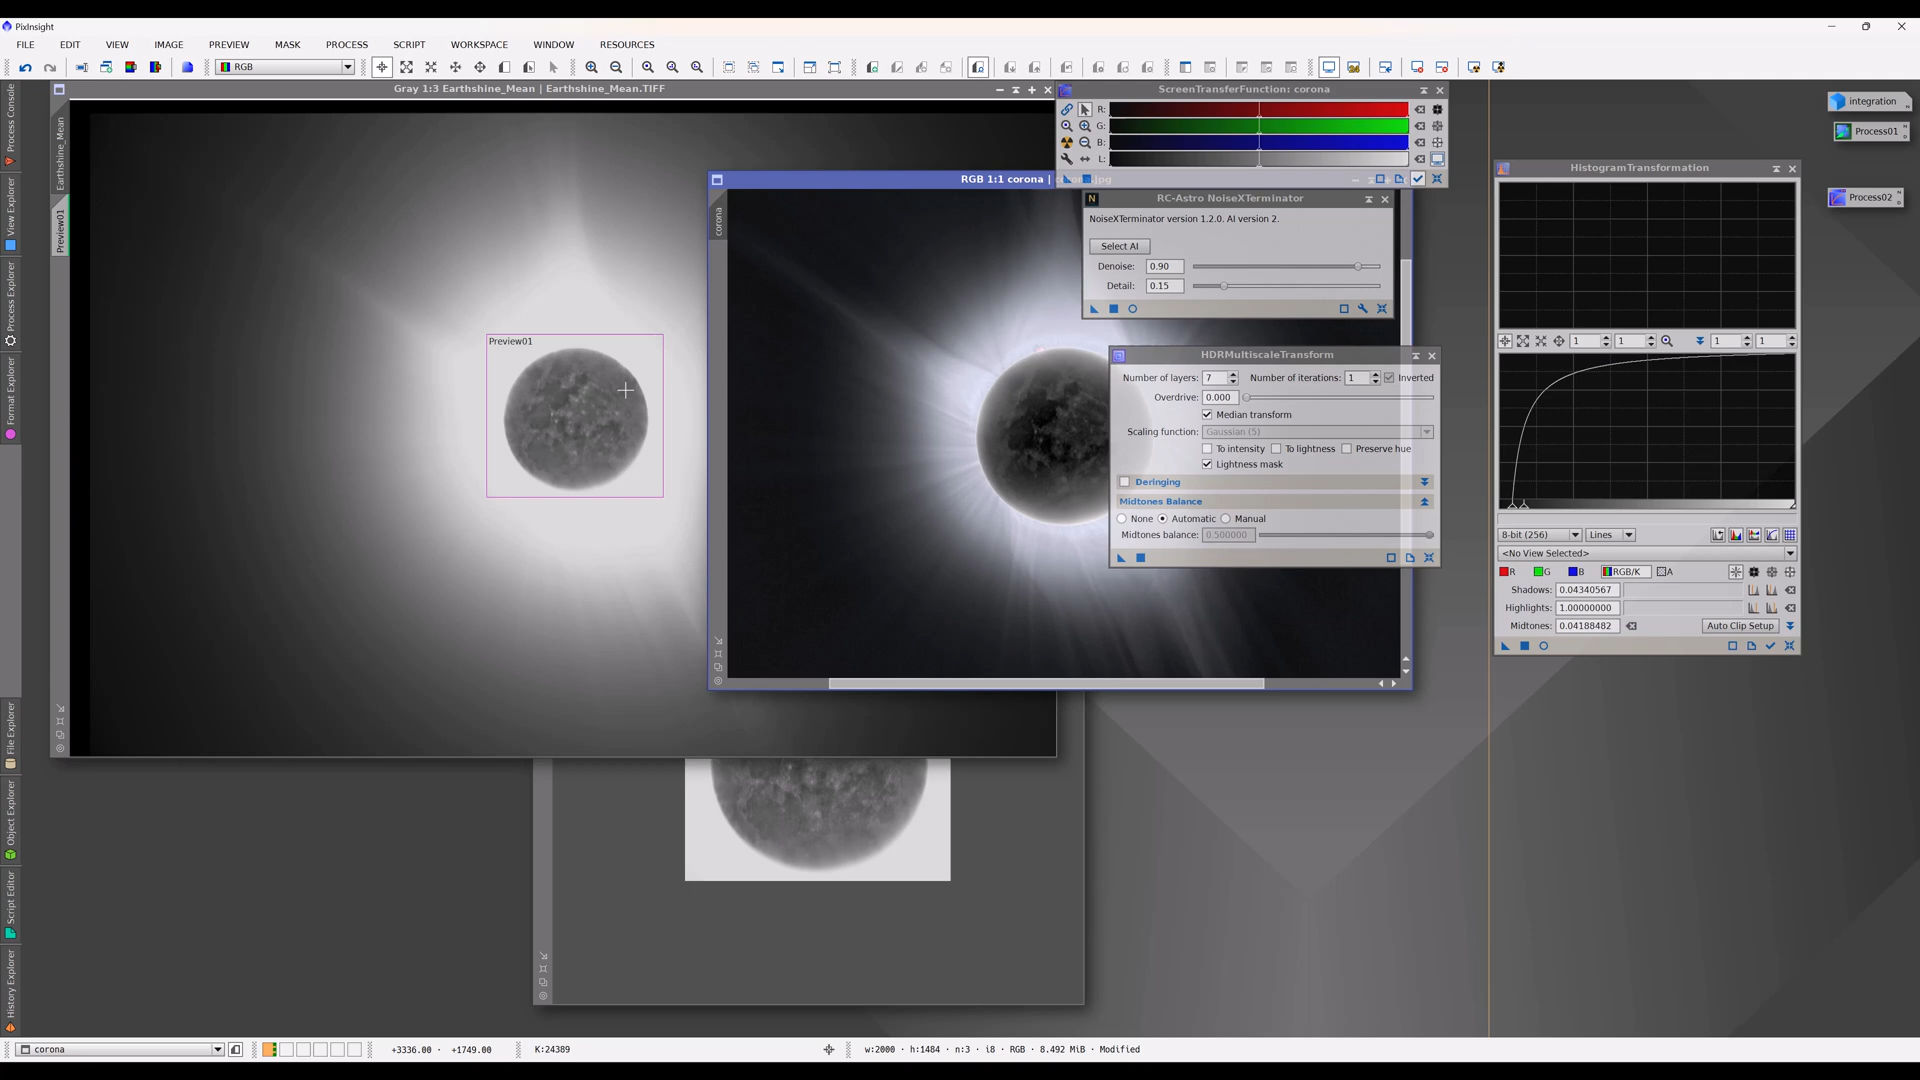 PixInsight
FILE EDIT VIEW IMAGE PREVIEW MASK PROCESS SCRIPT WORKSPACE WINDOW RESOURCES
RGB
Gray 1:3 Earthshine_Mean | Earthshine_Mean.TIFF
Process Console
View Explorer
Process Explorer
Format Explorer
File Explorer
Object Explorer
Script Editor
History Explorer
Earthshine_Mean
Preview01
Preview01
RGB 1:1 corona |
corona
ScreenTransferFunction: corona
R:
G:
B:
L:
RC-Astro NoiseXTerminator
NoiseXTerminator version 1.2.0. AI version 2.
Select AI
Denoise: 0.90
Detail: 0.15
HDRMultiscaleTransform
Number of layers: 7 Number of iterations: 1 Inverted
Overdrive: 0.000
Median transform
Scaling function: Gaussian (5)
To intensity To lightness Preserve hue
Lightness mask
Deringing
Midtones Balance
None Automatic Manual
Midtones balance: 0.500000
HistogramTransformation
1 1 1 1
8-bit (256) Lines
<No View Selected>
R G B RGB/K A
Shadows: 0.04340567
Highlights: 1.00000000
Midtones: 0.04188482 Auto Clip Setup
integration
Process01
Process02
corona +3336.00 · +1749.00 K:24389 w:2000 · h:1484 · n:3 · i8 · RGB · 8.492 MiB · Modified